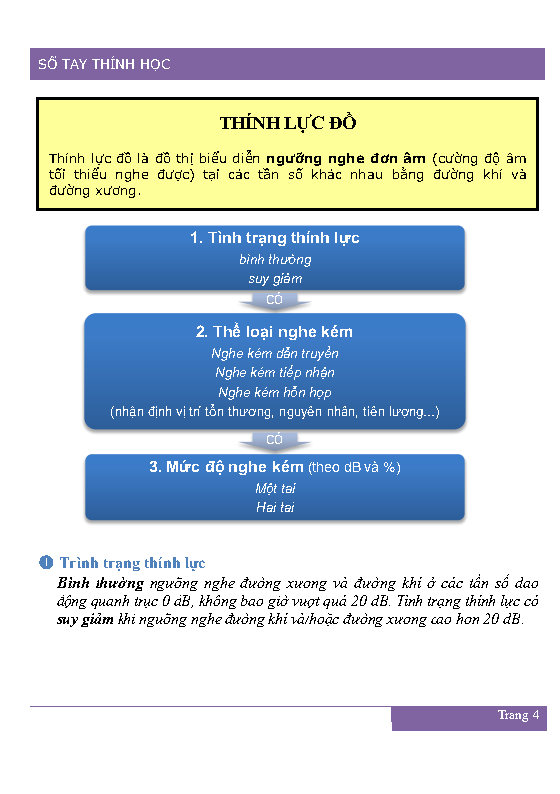 SỔ TAY THÍNH HỌC
THÍNH LỰC ĐỒ
Thính lực đồ là đồ thị biểu diễn ngưỡng nghe đơn âm (cường độ âm
tối thiểu nghe được) tại các tần số khác nhau bằng đường khí và
đường xương.
1. Tình trạng thính lực
bình thường
suy giảm
CÓ
2. Thể loại nghe kém
Nghe kém dẫn truyền
Nghe kém tiếp nhận
Nghe kém hỗn họp
(nhận định vị trí tổn thương, nguyên nhân, tiên lượng...)
CÓ
3. Mức độ nghe kém (theo dB và %)
Một tai
Hai tai
❶ Trình trạng thính lực
Bình thường ngưỡng nghe đường xương và đường khí ở các tần số dao
động quanh trục 0 dB, không bao giờ vượt quá 20 dB. Tình trạng thính lực có
suy giảm khi ngưỡng nghe đường khí và/hoặc đường xương cao hơn 20 dB.
Trang 4